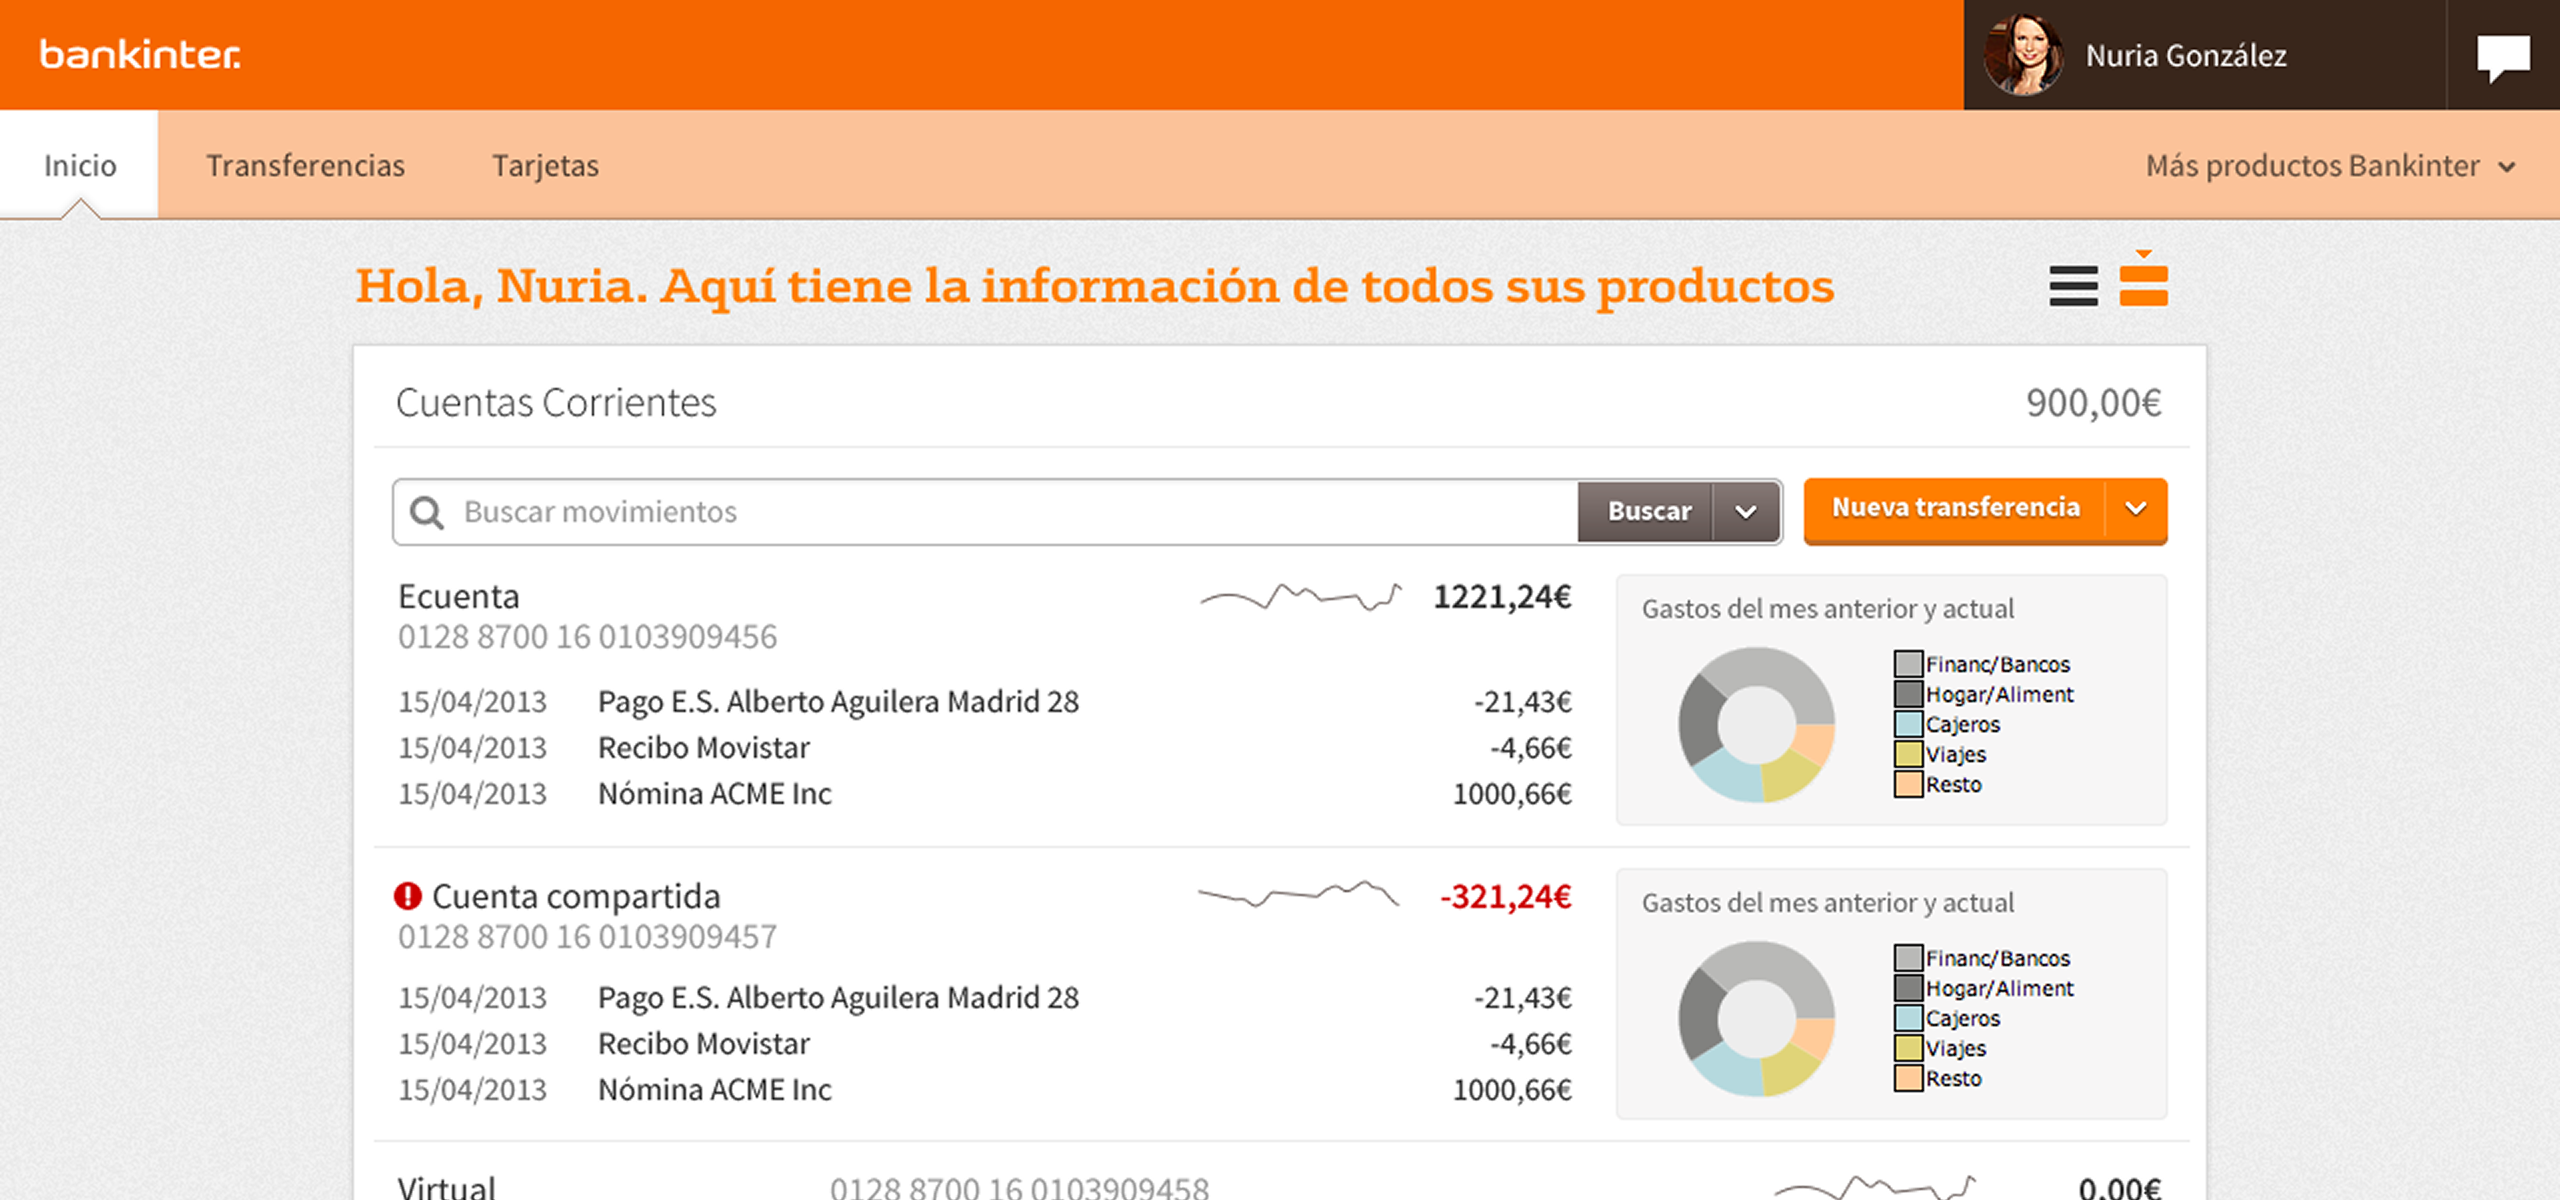 bankinter.
Nuria González
Inicio
Transferencias
Tarjetas
Más productos Bankinter
Hola, Nuria. Aquí tiene la información de todos sus productos
Cuentas Corrientes
900,00€
Buscar movimientos
Buscar
Nueva transferencia
Ecuenta
1221,24€
0128 8700 16 0103909456
15/04/2013 Pago E.S. Alberto Aguilera Madrid 28 -21,43€
15/04/2013 Recibo Movistar -4,66€
15/04/2013 Nómina ACME Inc 1000,66€
Gastos del mes anterior y actual
Financ/Bancos
Hogar/Aliment
Cajeros
Viajes
Resto
Cuenta compartida
-321,24€
0128 8700 16 0103909457
15/04/2013 Pago E.S. Alberto Aguilera Madrid 28 -21,43€
15/04/2013 Recibo Movistar -4,66€
15/04/2013 Nómina ACME Inc 1000,66€
Gastos del mes anterior y actual
Financ/Bancos
Hogar/Aliment
Cajeros
Viajes
Resto
Virtual 0128 8700 16 0103909458 0,00€